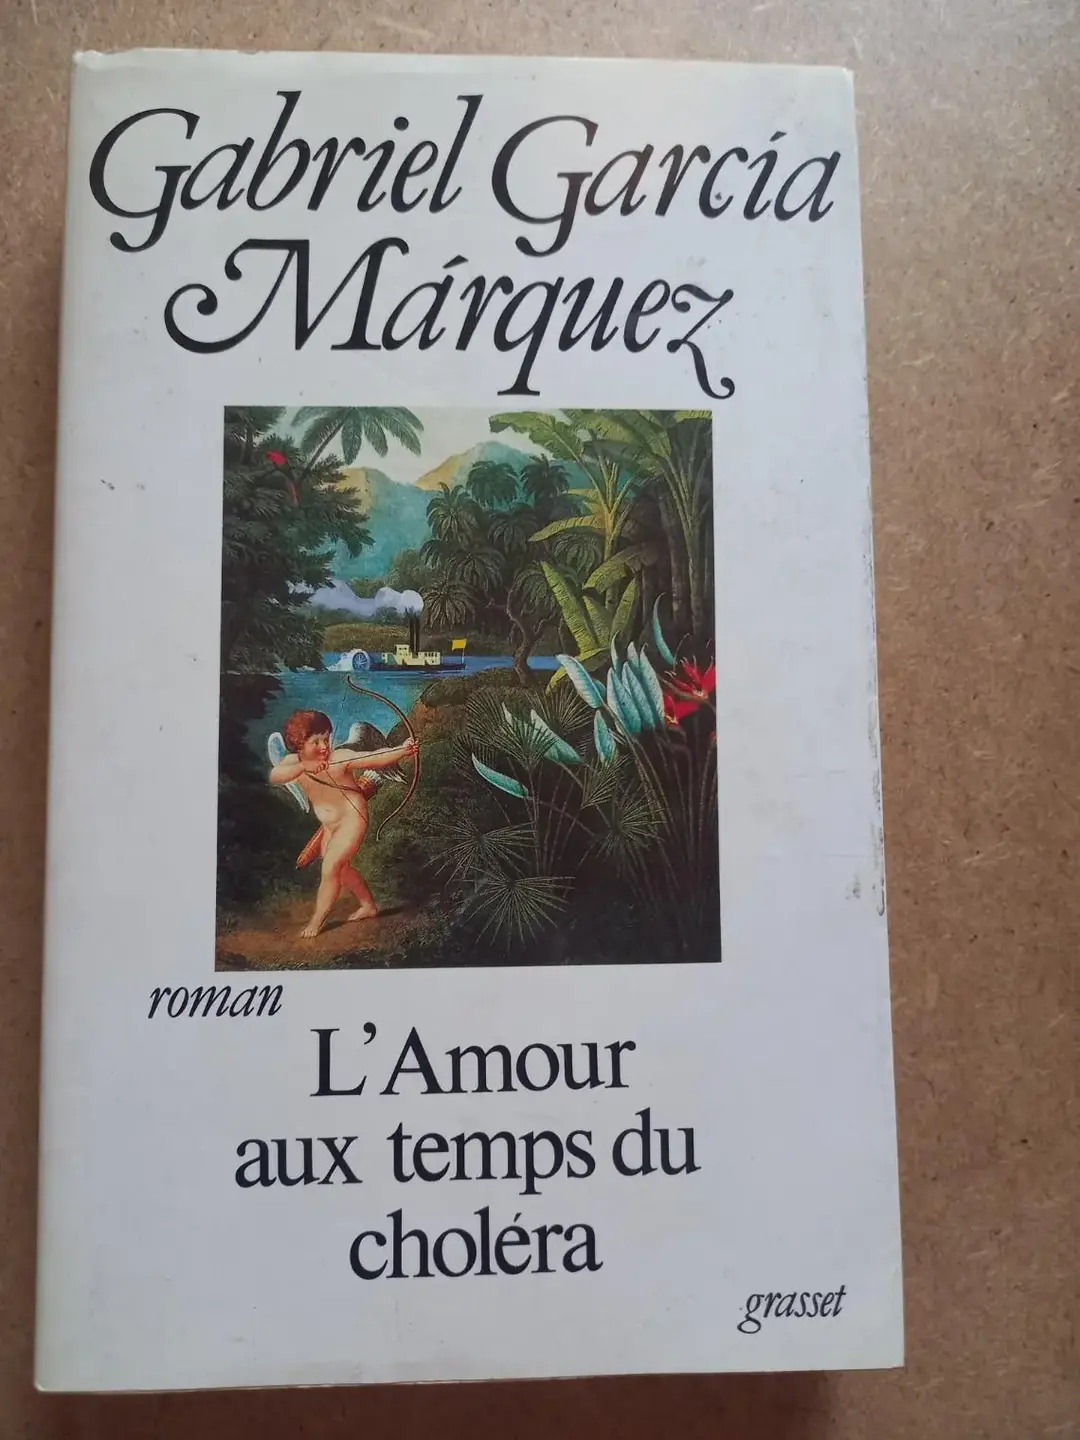 Gabriel García
Márquez
roman
L'Amour
aux temps du
choléra
grasset